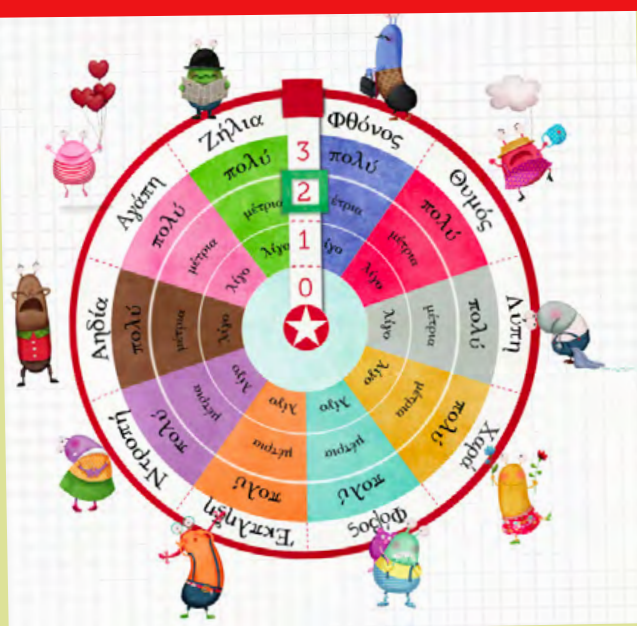 Ζήλια
πολύ
μέτρια
λίγο
3
2
1
0
Φθόνος
πολύ
μέτρια
λίγο
Θυμός
πολύ
μέτρια
λίγο
Λύπη
πολύ
μέτρια
λίγο
Χαρά
πολύ
μέτρια
λίγο
Φόβος
πολύ
μέτρια
λίγο
Έκπληξη
πολύ
μέτρια
λίγο
Ντροπή
πολύ
μέτρια
λίγο
Αηδία
πολύ
μέτρια
λίγο
Αγάπη
πολύ
μέτρια
λίγο